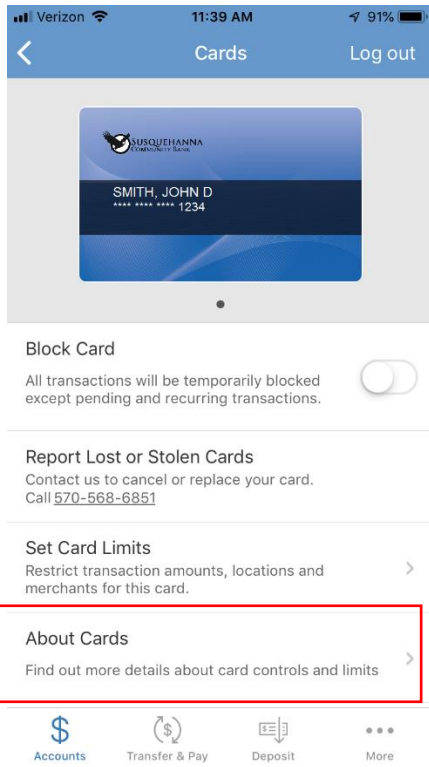 Verizon 11:39 AM 91%
Cards Log out
SUSQUEHANNA
COMMUNITY BANK
SMITH, JOHN D
**** **** **** 1234
Block Card
All transactions will be temporarily blocked
except pending and recurring transactions.
Report Lost or Stolen Cards
Contact us to cancel or replace your card.
Call 570-568-6851
Set Card Limits
Restrict transaction amounts, locations and
merchants for this card.
About Cards
Find out more details about card controls and limits
Accounts Transfer & Pay Deposit More